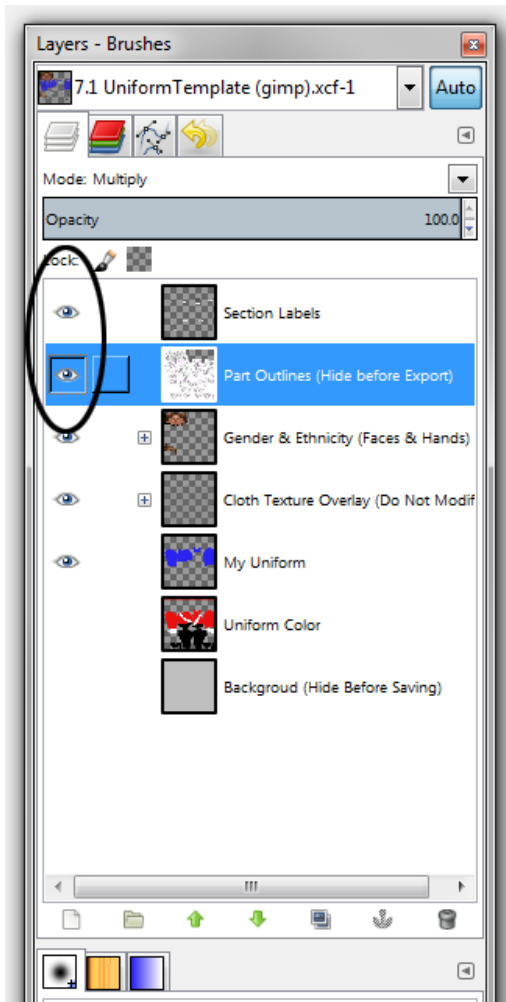 Layers - Brushes
7.1 UniformTemplate (gimp).xcf-1
Auto
Mode: Multiply
Opacity 100.0
Lock:
Section Labels
Part Outlines (Hide before Export)
Gender & Ethnicity (Faces & Hands)
Cloth Texture Overlay (Do Not Modif
My Uniform
Uniform Color
Backgroud (Hide Before Saving)